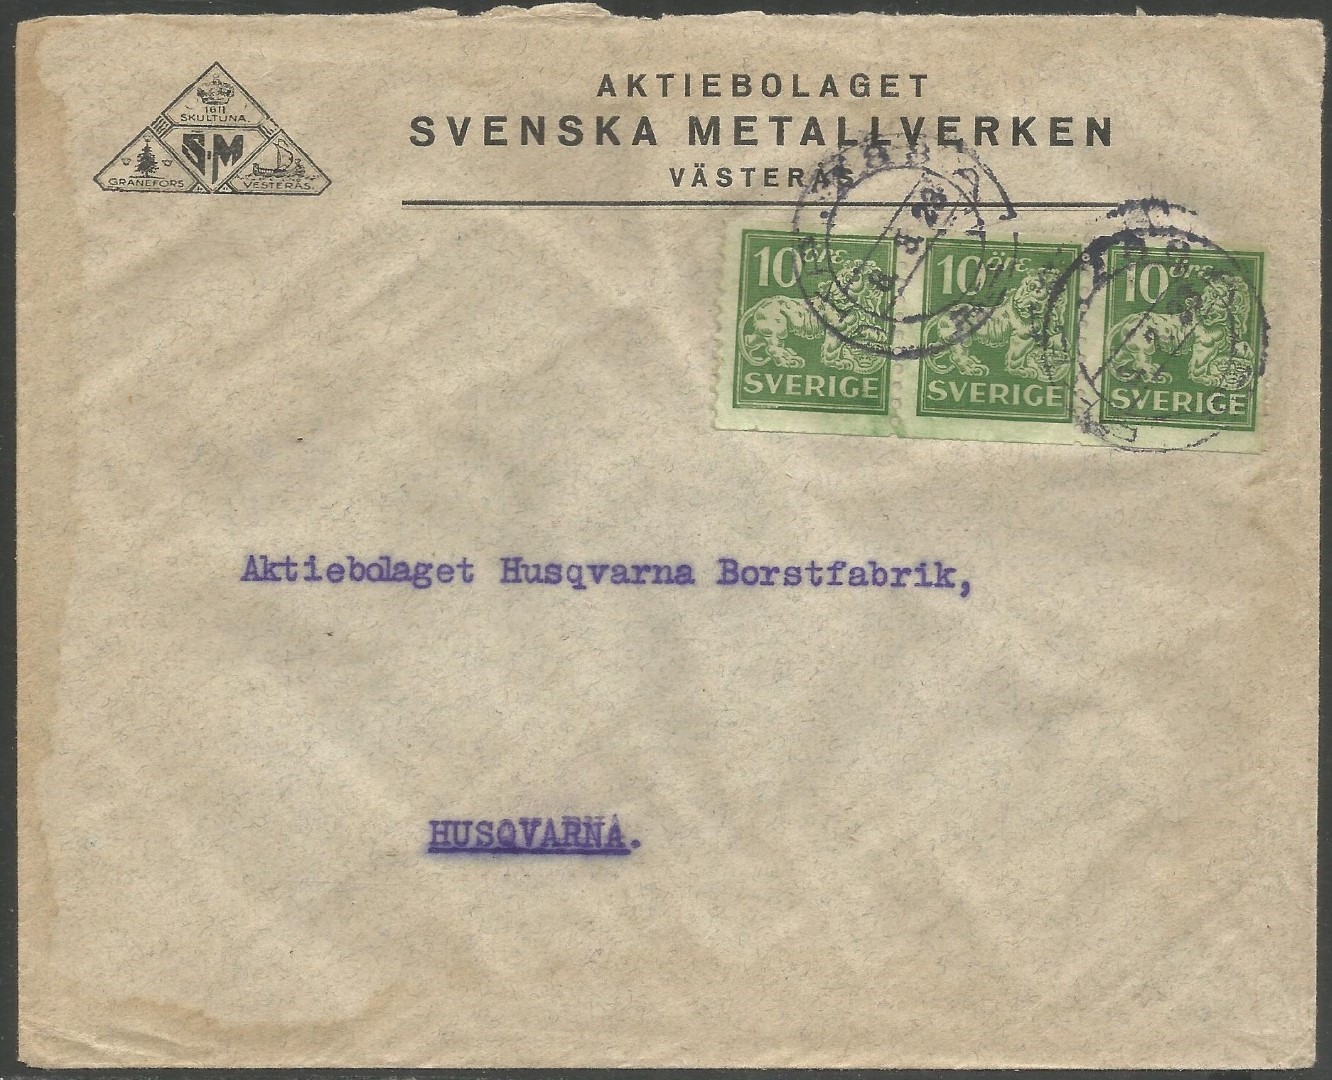 1611
SKULTUNA.
S·M
GRANEFORS
VESTERÅS.
AKTIEBOLAGET
SVENSKA METALLVERKEN
VÄSTERÅS
10 öre
SVERIGE
10 öre
SVERIGE
10 öre
SVERIGE
Aktiebolaget Husqvarna Borstfabrik,
HUSQVARNA.